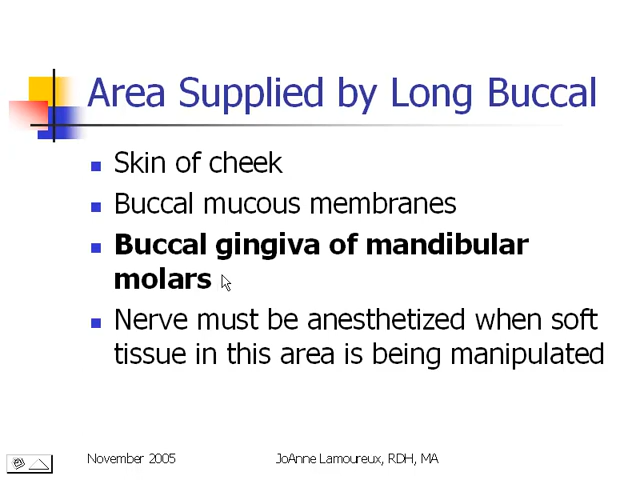 Area Supplied by Long Buccal
Skin of cheek
Buccal mucous membranes
Buccal gingiva of mandibular
molars
Nerve must be anesthetized when soft
tissue in this area is being manipulated
November 2005
JoAnne Lamoureux, RDH, MA